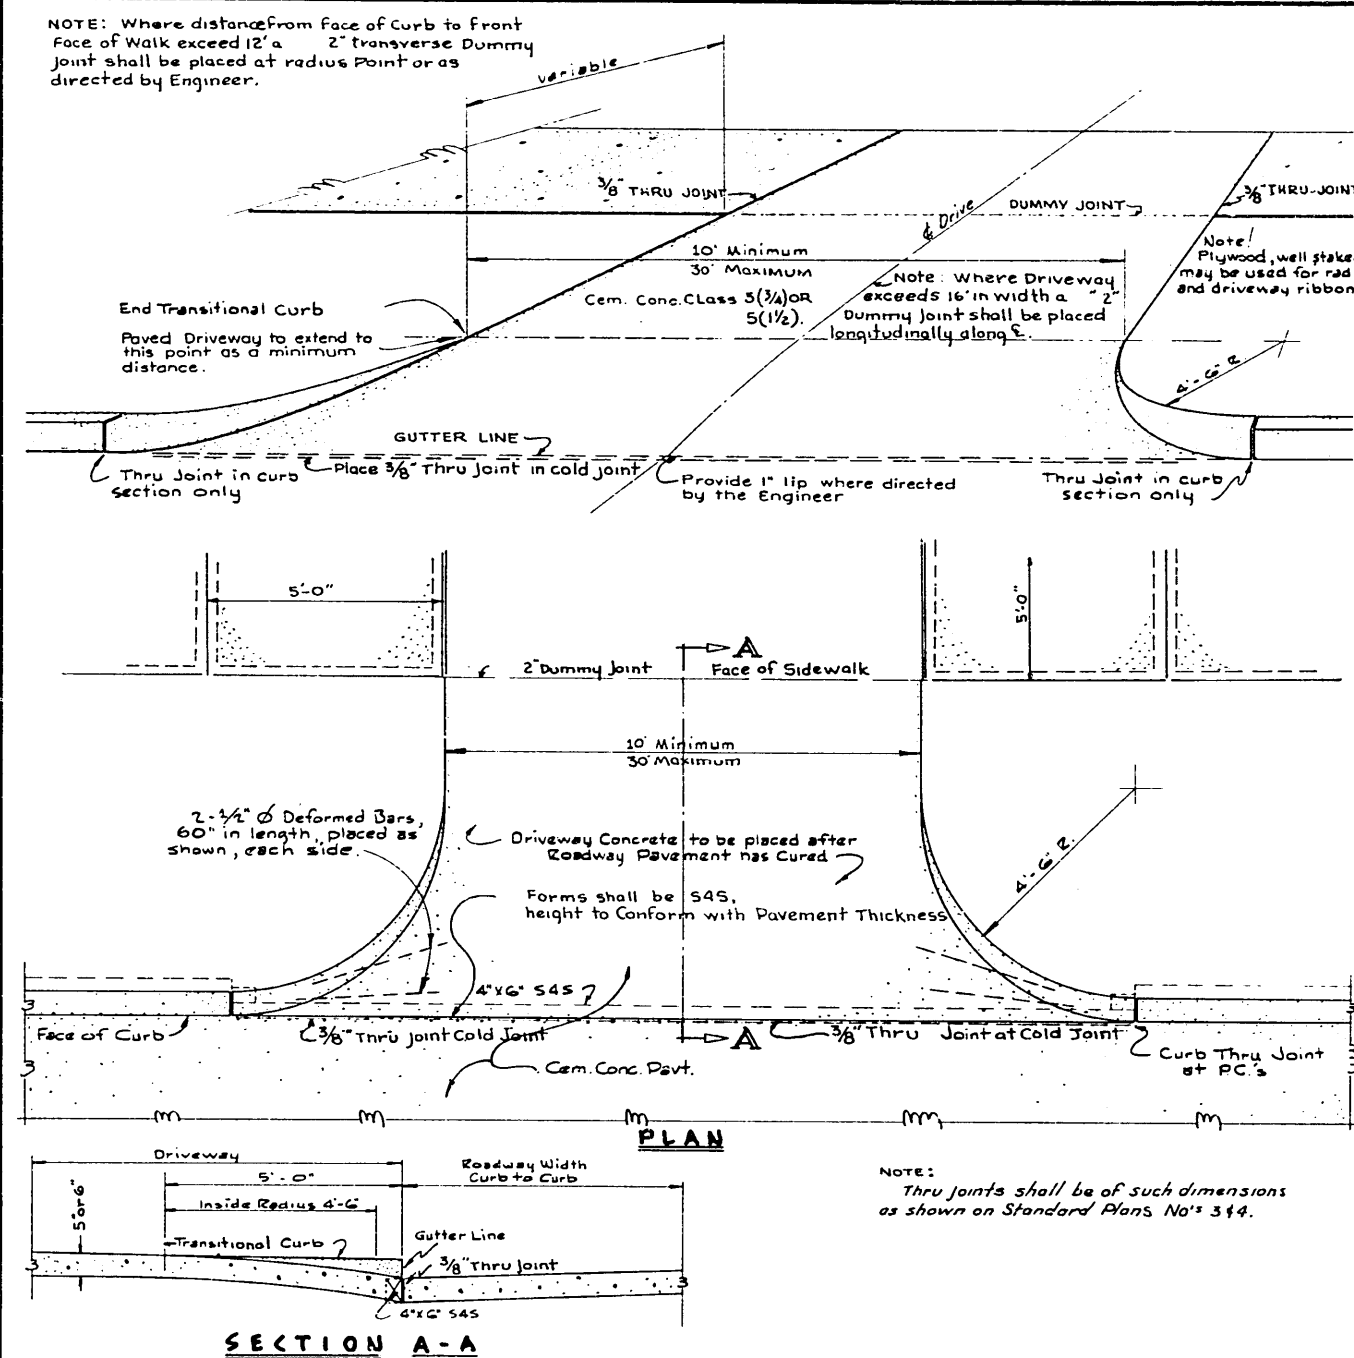 NOTE: Where distance from Face of Curb to Front
Face of Walk exceed 12' a 2" transverse Dummy
Joint shall be placed at radius Point or as
directed by Engineer.
variable
3/8" THRU JOINT
3/8" THRU-JOINT
DUMMY JOINT
℄ Drive
10' Minimum
30' Maximum
Note!
Plywood, well stake
may be used for rad
and driveway ribbon
Cem. Conc. Class 5(3/4) OR
5(1 1/2).
Note: Where Driveway
exceeds 16' in width a "2"
Dummy Joint shall be placed
longitudinally along ℄.
End Transitional Curb
Paved Driveway to extend to
this point as a minimum
distance.
4'-6" R
GUTTER LINE
Place 3/8" Thru Joint in cold joint
Thru Joint in curb
section only
Provide 1" lip where directed
by the Engineer
Thru Joint in curb
section only
5'-0"
5'-0"
A
2" Dummy Joint
Face of Sidewalk
10' Minimum
30' Maximum
2-1/2" Ø Deformed Bars,
60" in length, placed as
shown, each side.
Driveway Concrete to be placed after
Roadway Pavement has Cured
4'-6" R.
Forms shall be S4S,
height to Conform with Pavement Thickness
4"x6" S4S
Face of Curb
3/8" Thru Joint Cold Joint
A
3/8" Thru Joint at Cold Joint
Curb Thru Joint
at P.C.'s
Cem. Conc. Pavt.
PLAN
Driveway
5'-0"
Roadway Width
Curb to Curb
5" or 6"
Inside Radius 4'-6"
Transitional Curb
Gutter Line
3/8" Thru Joint
4"x6" S4S
SECTION A-A
NOTE:
Thru joints shall be of such dimensions
as shown on Standard Plans No's 3 & 4.